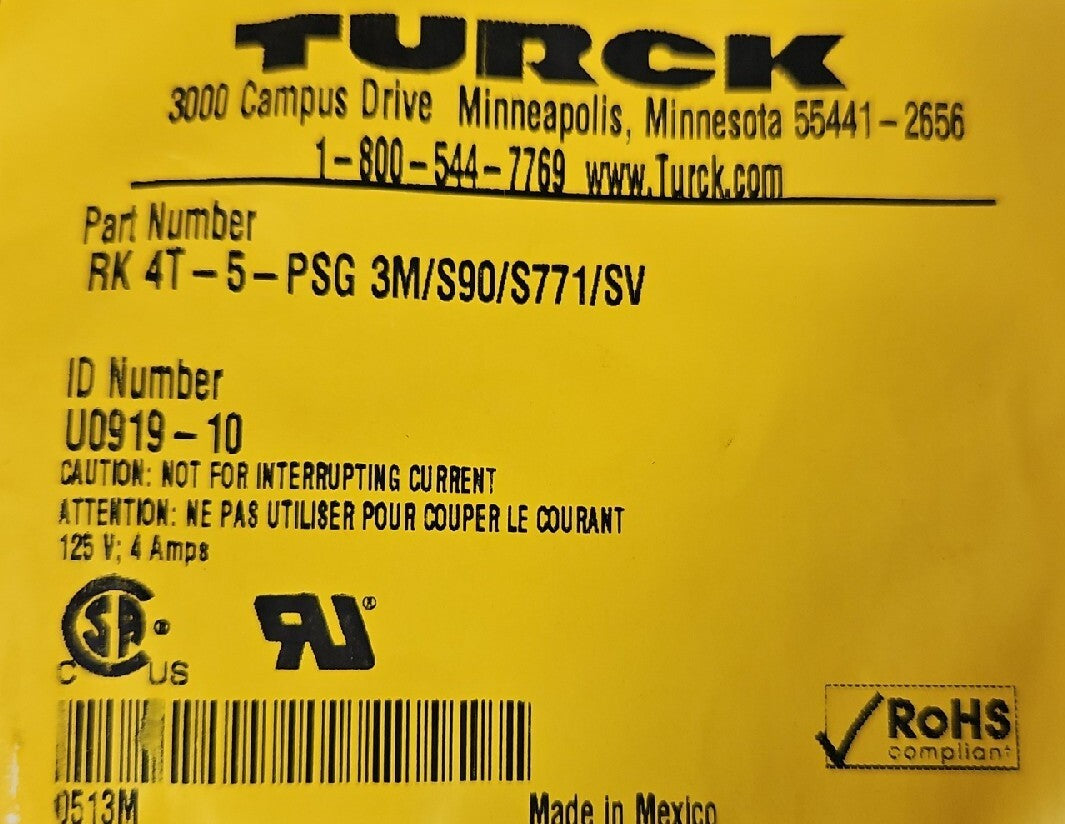 TURCK
3000 Campus Drive Minneapolis, Minnesota 55441-2656
1-800-544-7769 www.Turck.com
Part Number
RK 4T-5-PSG 3M/S90/S771/SV
ID Number
U0919-10
CAUTION: NOT FOR INTERRUPTING CURRENT
ATTENTION: NE PAS UTILISER POUR COUPER LE COURANT
125 V; 4 Amps
C SA ® US
RU ®
RoHS
compliant
0513M
Made in Mexico